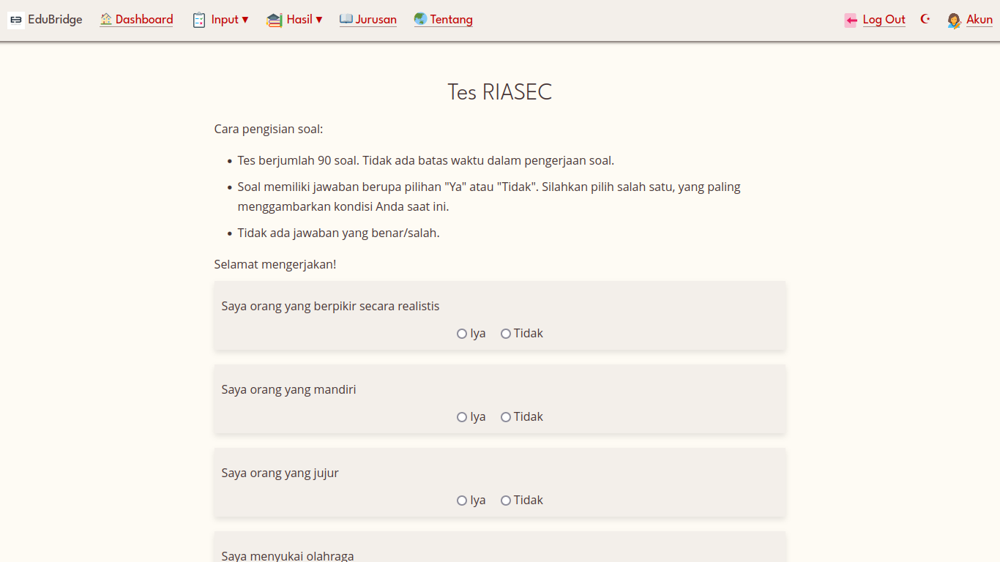 EduBridge Dashboard Input ▼ Hasil ▼ Jurusan Tentang Log Out Akun
Tes RIASEC
Cara pengisian soal:
• Tes berjumlah 90 soal. Tidak ada batas waktu dalam pengerjaan soal.
• Soal memiliki jawaban berupa pilihan "Ya" atau "Tidak". Silahkan pilih salah satu, yang paling
menggambarkan kondisi Anda saat ini.
• Tidak ada jawaban yang benar/salah.
Selamat mengerjakan!
Saya orang yang berpikir secara realistis
Iya Tidak
Saya orang yang mandiri
Iya Tidak
Saya orang yang jujur
Iya Tidak
Saya menyukai olahraga